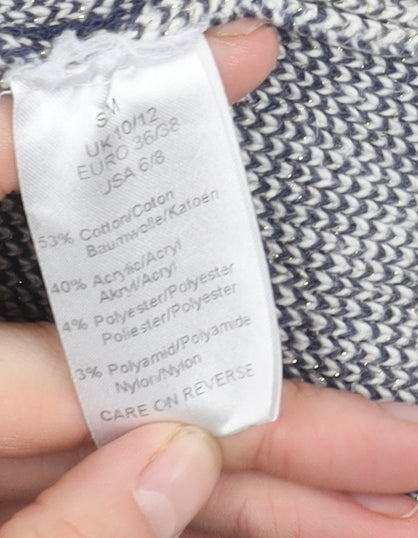 SM
UK 10/12
EURO 36/38
USA 6/8
53% Cotton/Coton
Baumwolle/Katoen
40% Acrylic/Acryl
Akryl/Acryl
4% Polyester/Polyester
Poliester/Polyester
3% Polyamid/Polyamide
Nylon/Nylon
CARE ON REVERSE